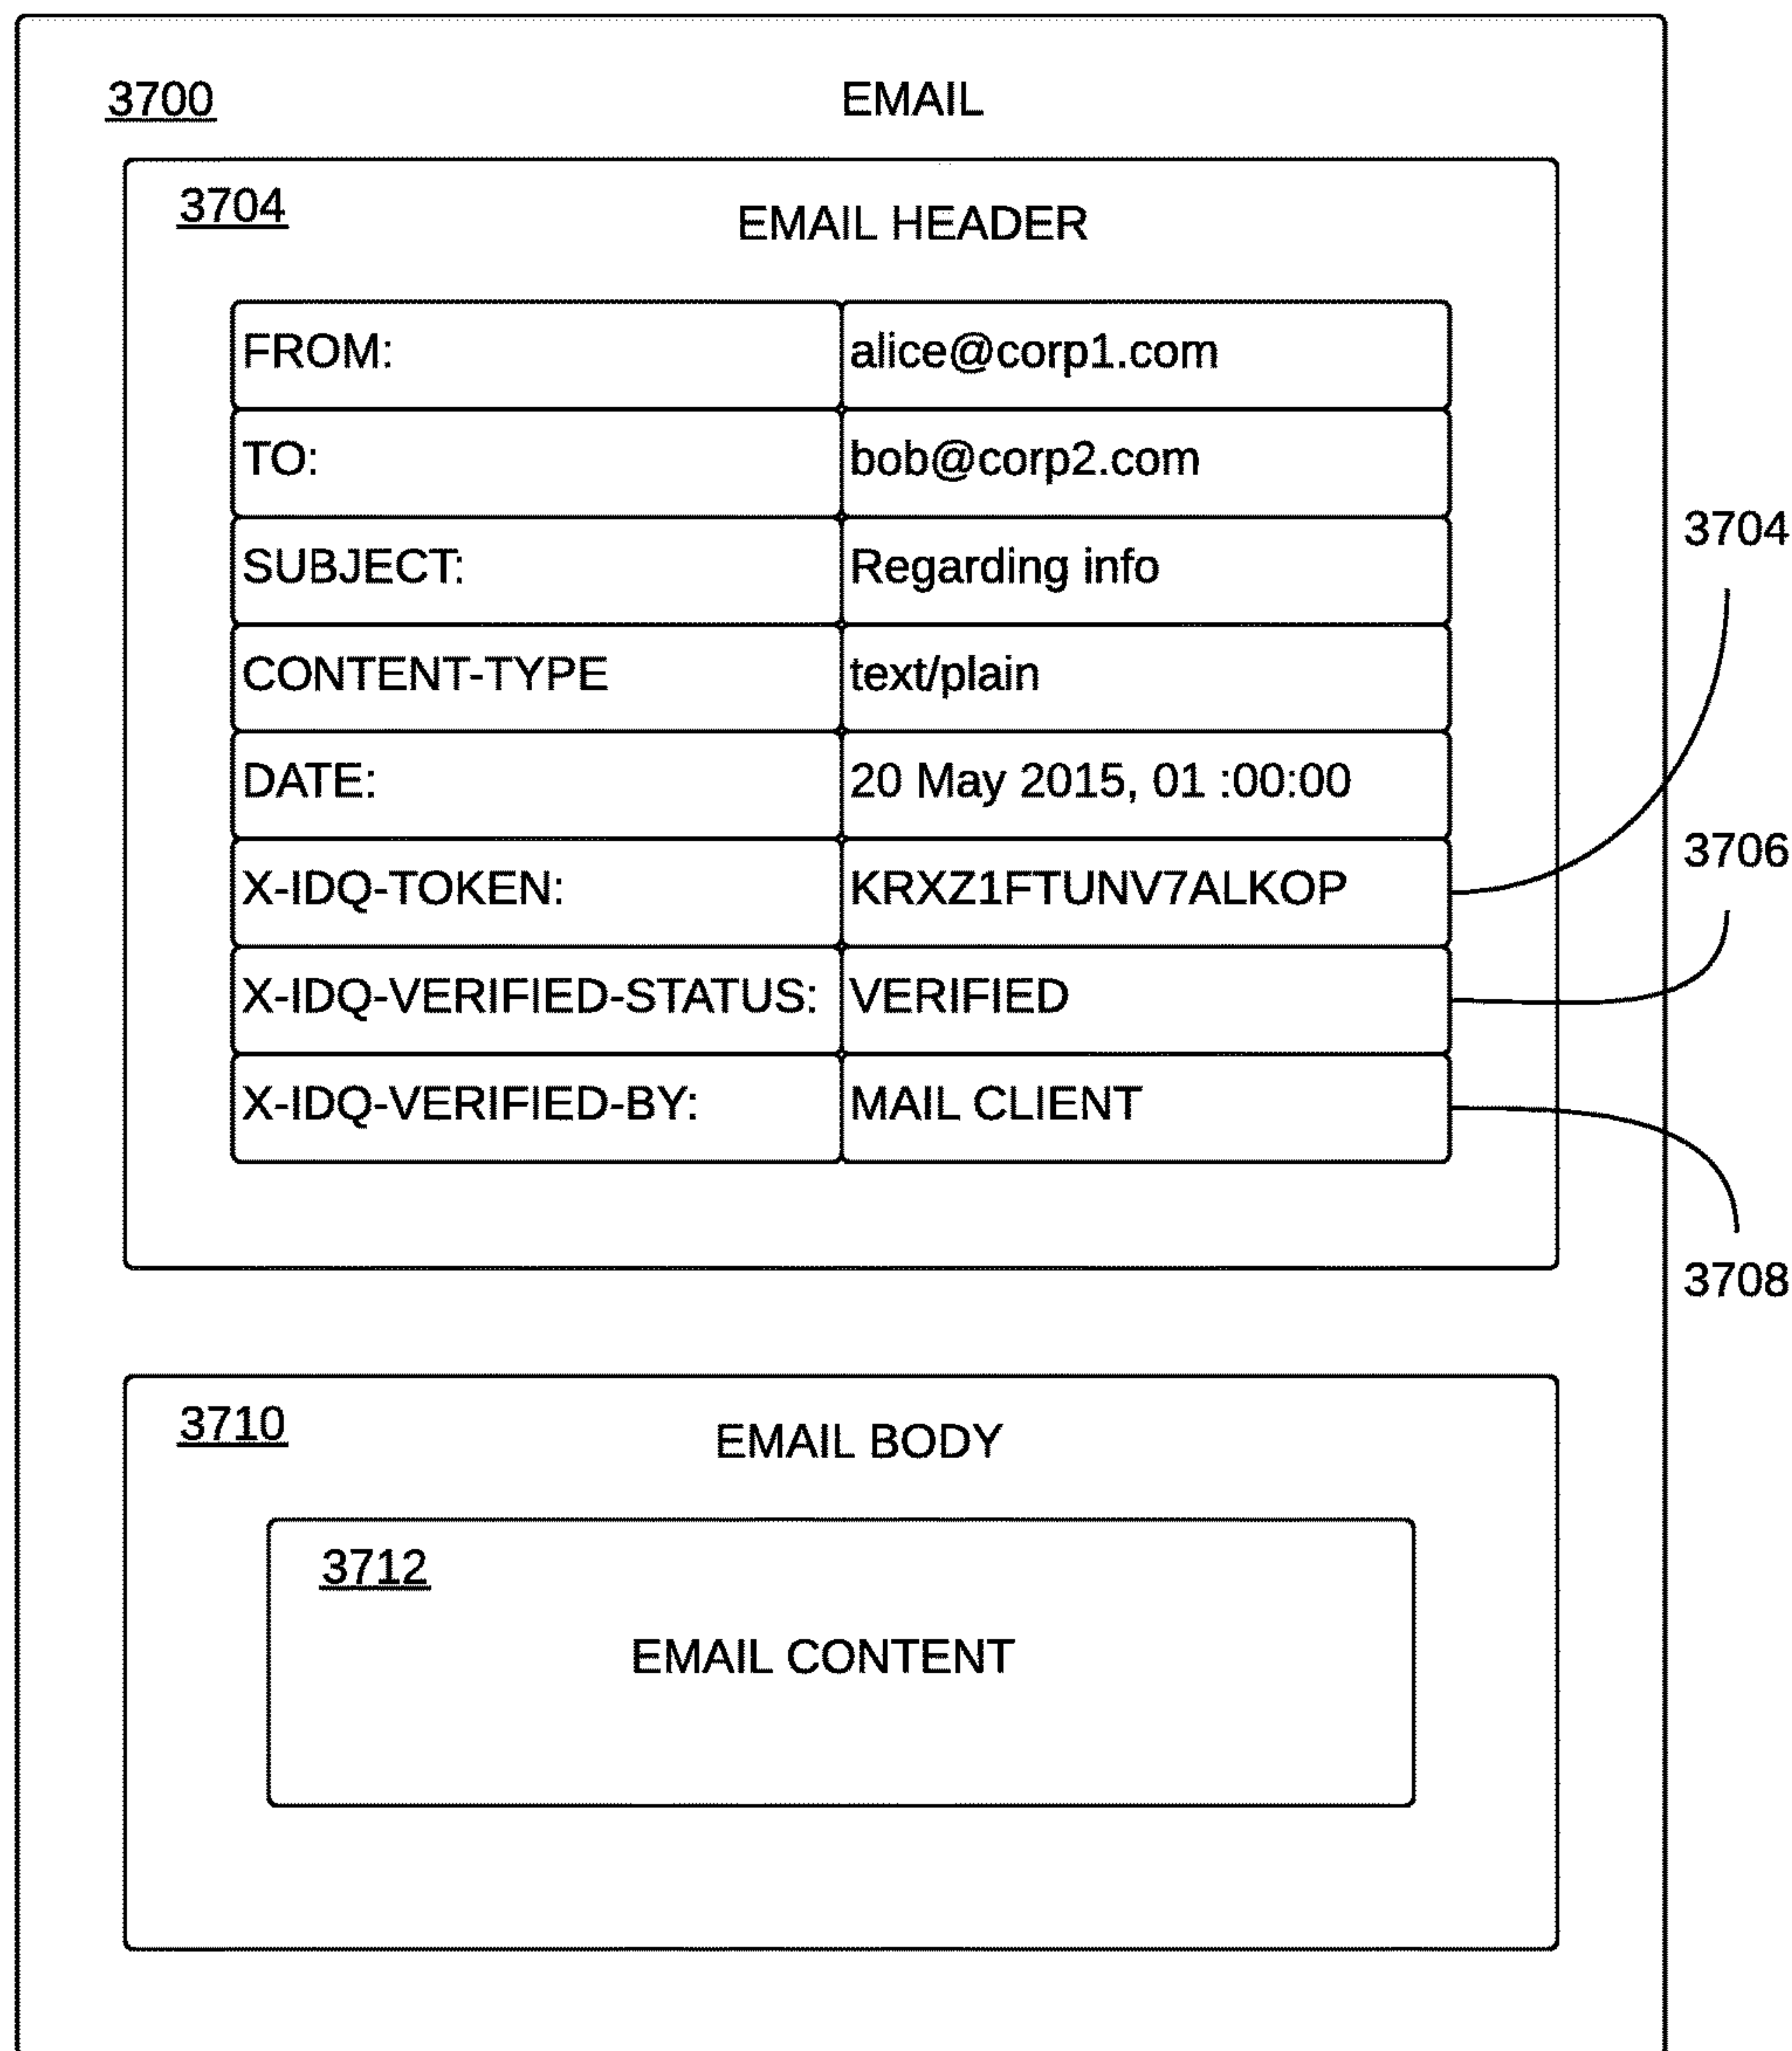 3700 EMAIL
3704 EMAIL HEADER
FROM: alice@corp1.com
TO: bob@corp2.com
SUBJECT: Regarding info
3704
CONTENT-TYPE text/plain
DATE: 20 May 2015, 01 :00:00
3706
X-IDQ-TOKEN: KRXZ1FTUNV7ALKOP
X-IDQ-VERIFIED-STATUS: VERIFIED
X-IDQ-VERIFIED-BY: MAIL CLIENT
3708
3710 EMAIL BODY
3712
EMAIL CONTENT